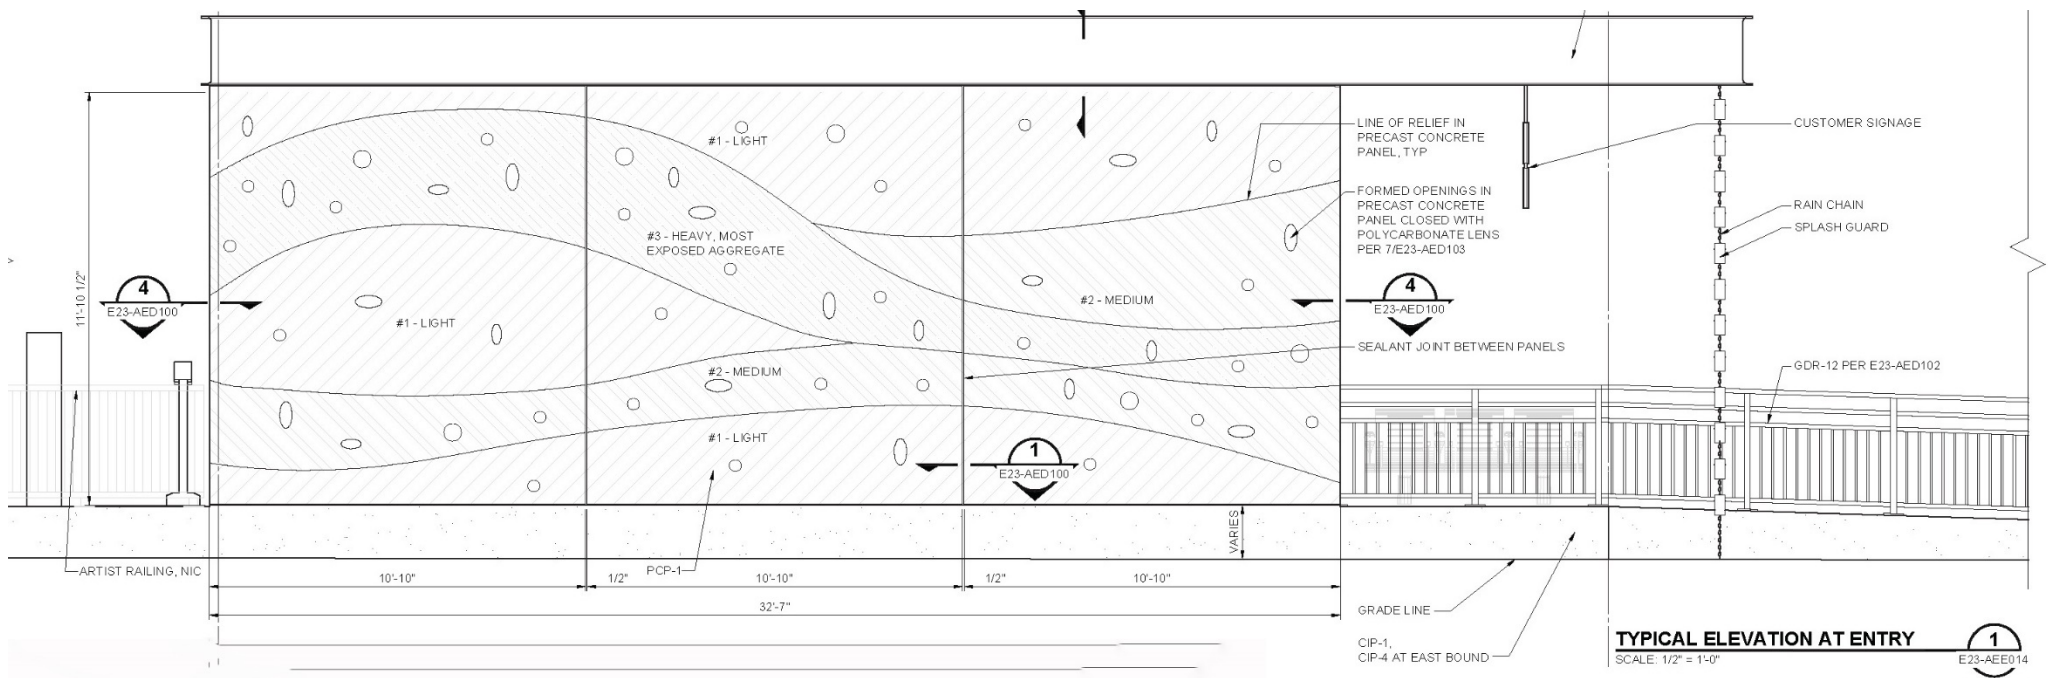 #1 - LIGHT
#3 - HEAVY, MOST
EXPOSED AGGREGATE
#1 - LIGHT
#2 - MEDIUM
#2 - MEDIUM
#1 - LIGHT
LINE OF RELIEF IN
PRECAST CONCRETE
PANEL, TYP
FORMED OPENINGS IN
PRECAST CONCRETE
PANEL CLOSED WITH
POLYCARBONATE LENS
PER 7/E23-AED103
CUSTOMER SIGNAGE
RAIN CHAIN
SPLASH GUARD
11'-10 1/2"
4
E23-AED100
4
E23-AED100
SEALANT JOINT BETWEEN PANELS
GDR-12 PER E23-AED102
1
E23-AED100
VARIES
ARTIST RAILING, NIC
PCP-1
10'-10"
1/2"
10'-10"
1/2"
10'-10"
32'-7"
GRADE LINE
CIP-1,
CIP-4 AT EAST BOUND
TYPICAL ELEVATION AT ENTRY
SCALE: 1/2" = 1'-0"
1
E23-AEE014